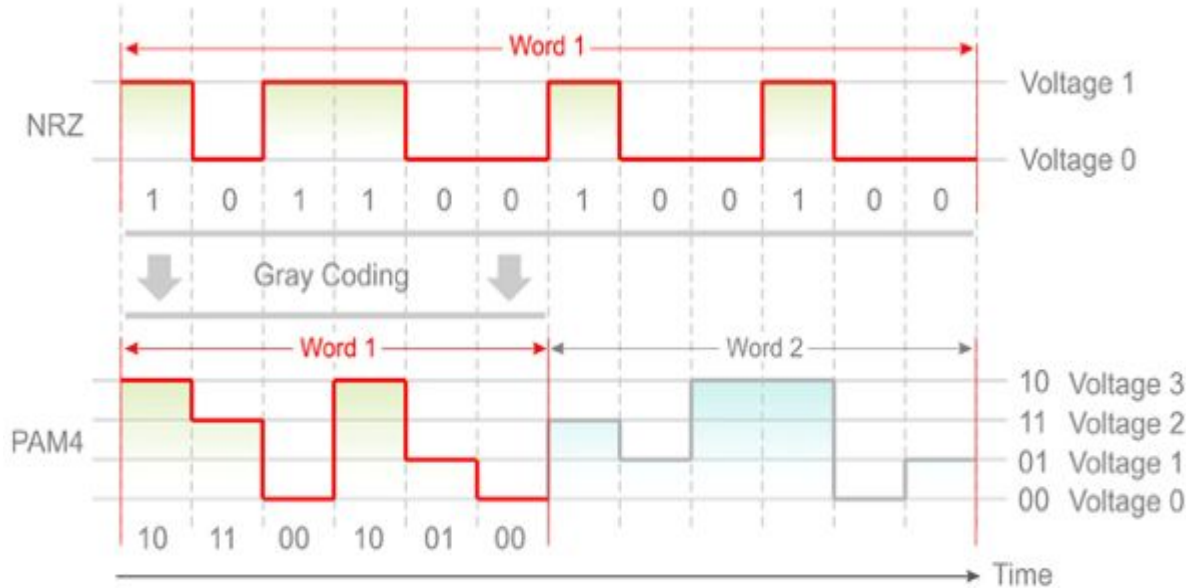 Word 1
NRZ
Voltage 1
Voltage 0
1 0 1 1 0 0 1 0 0 1 0 0
Gray Coding
Word 1 Word 2
PAM4
10 Voltage 3
11 Voltage 2
01 Voltage 1
00 Voltage 0
10 11 00 10 01 00
Time